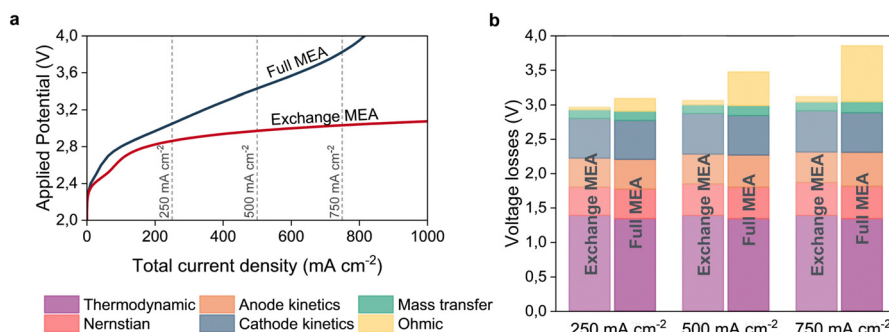 a
Applied Potential (V)
4,0
3,6
3,2
2,8
2,4
2,0
Full MEA
Exchange MEA
250 mA cm-2
500 mA cm-2
750 mA cm-2
0
200
400
600
800
1000
Total current density (mA cm-2)
b
Voltage losses (V)
4,0
3,5
3,0
2,5
2,0
1,5
1,0
0,5
0,0
Exchange MEA
Full MEA
Exchange MEA
Full MEA
Exchange MEA
Full MEA
250 mA cm-2
500 mA cm-2
750 mA cm-2
Thermodynamic
Anode kinetics
Mass transfer
Nernstian
Cathode kinetics
Ohmic